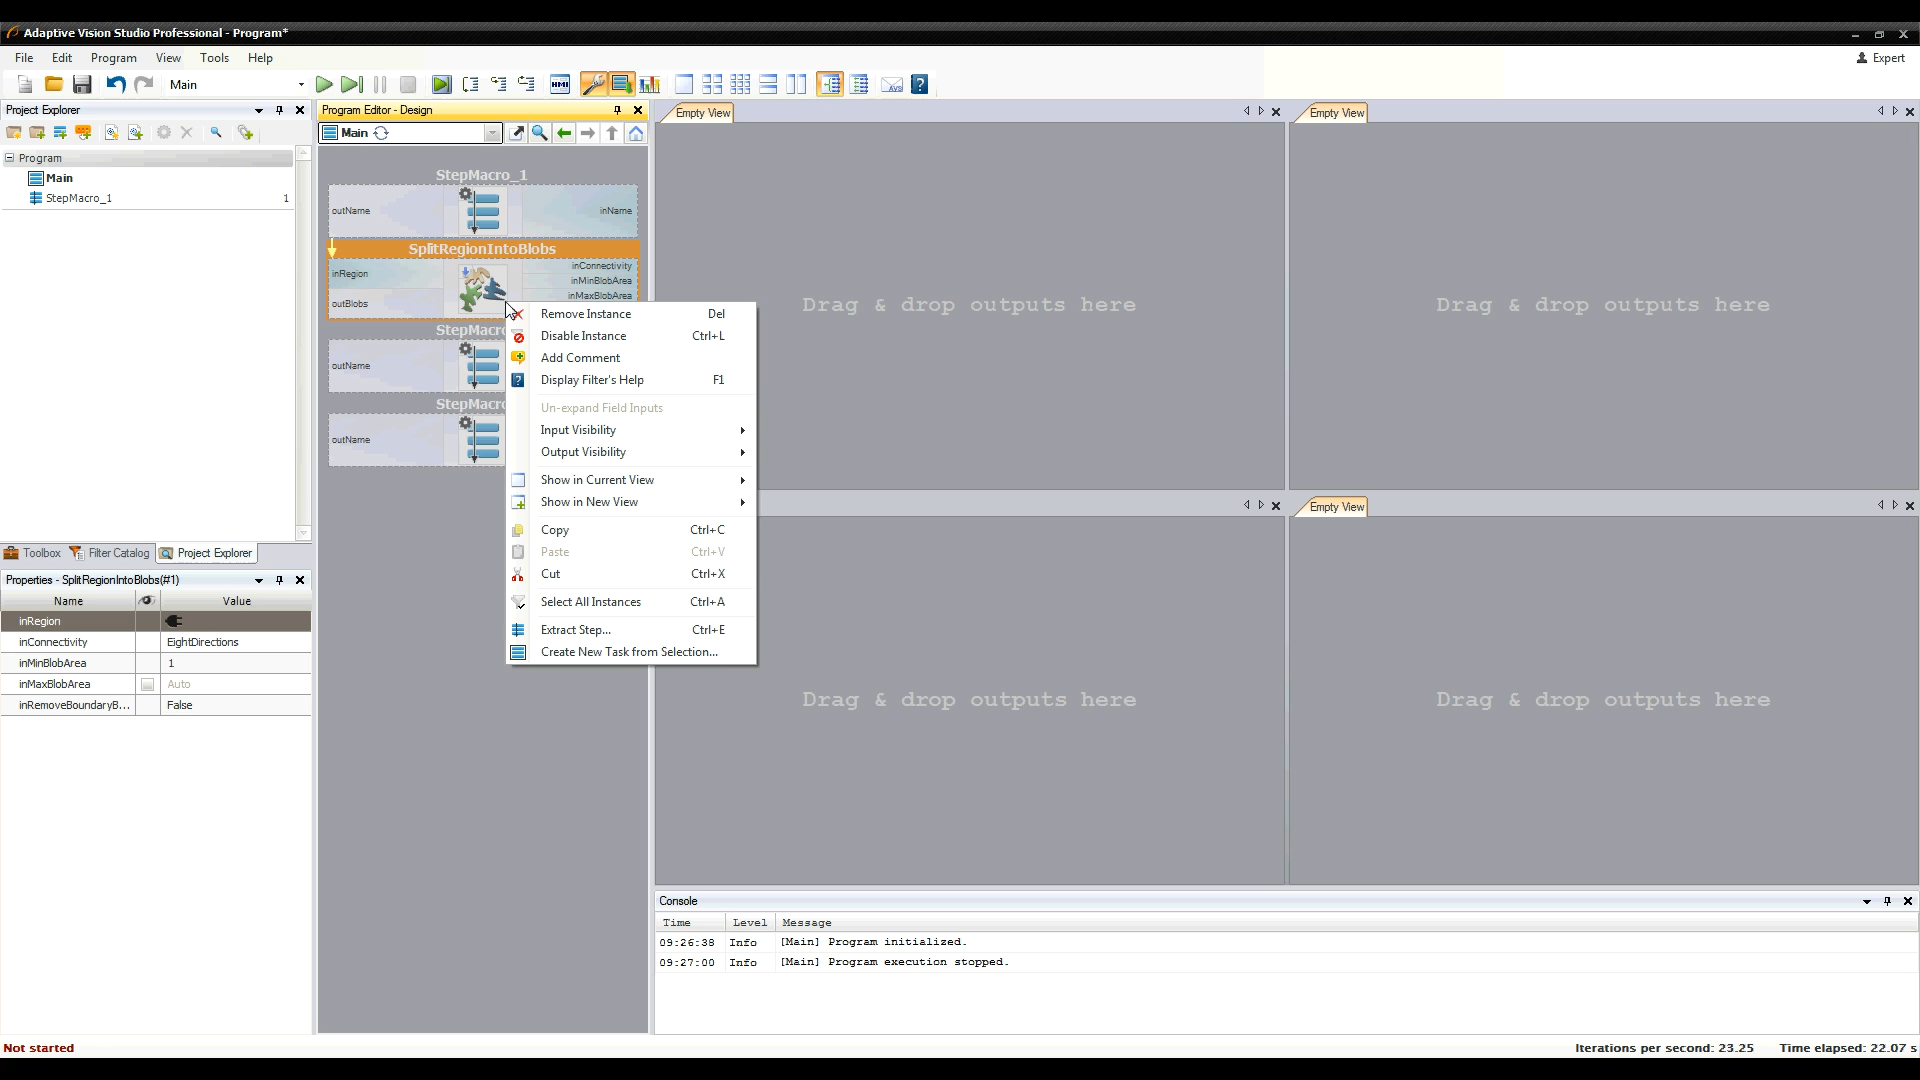 Adaptive Vision Studio Professional - Program*
File Edit Program View Tools Help
Expert
Main
HMI
AVS
Project Explorer
Program
Main
StepMacro_1 1
Toolbox Filter Catalog Project Explorer
Properties - SplitRegionIntoBlobs(#1)
Name Value
inRegion
inConnectivity EightDirections
inMinBlobArea 1
inMaxBlobArea Auto
inRemoveBoundaryB... False
Program Editor - Design
Main
StepMacro_1
outName inName
SplitRegionIntoBlobs
inRegion inConnectivity
inMinBlobArea
outBlobs inMaxBlobArea
StepMacro
outName
StepMacro
outName
Remove Instance Del
Disable Instance Ctrl+L
Add Comment
Display Filter's Help F1
Un-expand Field Inputs
Input Visibility
Output Visibility
Show in Current View
Show in New View
Copy Ctrl+C
Paste Ctrl+V
Cut Ctrl+X
Select All Instances Ctrl+A
Extract Step... Ctrl+E
Create New Task from Selection...
Empty View
Drag & drop outputs here
Empty View
Drag & drop outputs here
Drag & drop outputs here
Empty View
Drag & drop outputs here
Console
Time Level Message
09:26:38 Info [Main] Program initialized.
09:27:00 Info [Main] Program execution stopped.
Not started
Iterations per second: 23.25 Time elapsed: 22.07 s